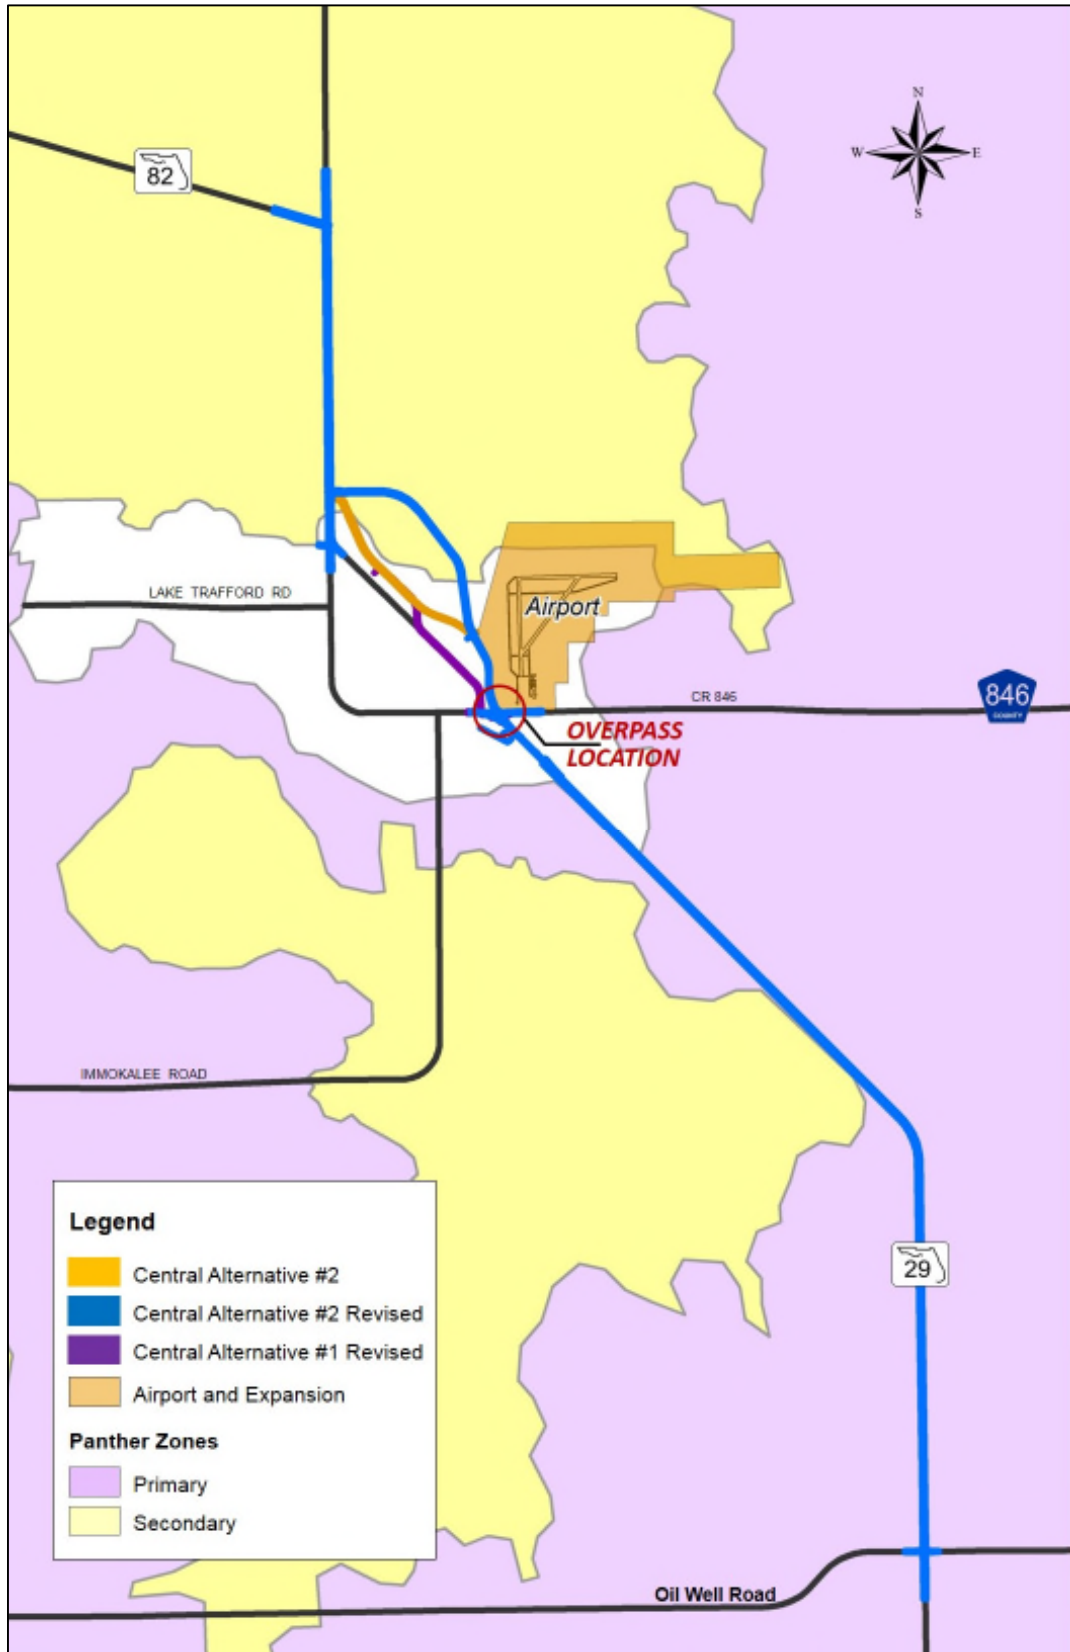 N
W E
S
82
LAKE TRAFFORD RD
Airport
CR 846
846
COUNTY
OVERPASS
LOCATION
IMMOKALEE ROAD
29
Legend
Central Alternative #2
Central Alternative #2 Revised
Central Alternative #1 Revised
Airport and Expansion
Panther Zones
Primary
Secondary
Oil Well Road